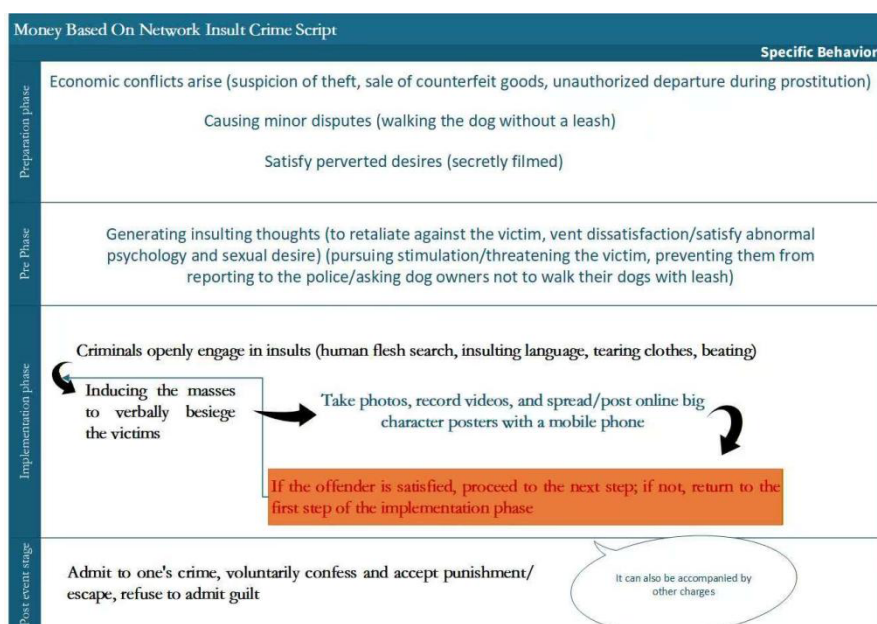 Money Based On Network Insult Crime Script
Specific Behavior
Preparation phase
Economic conflicts arise (suspicion of theft, sale of counterfeit goods, unauthorized departure during prostitution)
Causing minor disputes (walking the dog without a leash)
Satisfy perverted desires (secretly filmed)
Pre Phase
Generating insulting thoughts (to retaliate against the victim, vent dissatisfaction/satisfy abnormal
psychology and sexual desire) (pursuing stimulation/threatening the victim, preventing them from
reporting to the police/asking dog owners not to walk their dogs with leash)
Implementation phase
Criminals openly engage in insults (human flesh search, insulting language, tearing clothes, beating)
Inducing the masses
to verbally besiege
the victims
Take photos, record videos, and spread/post online big
character posters with a mobile phone
If the offender is satisfied, proceed to the next step; if not, return to the
first step of the implementation phase
Post event stage
Admit to one's crime, voluntarily confess and accept punishment/
escape, refuse to admit guilt
It can also be accompanied by
other charges